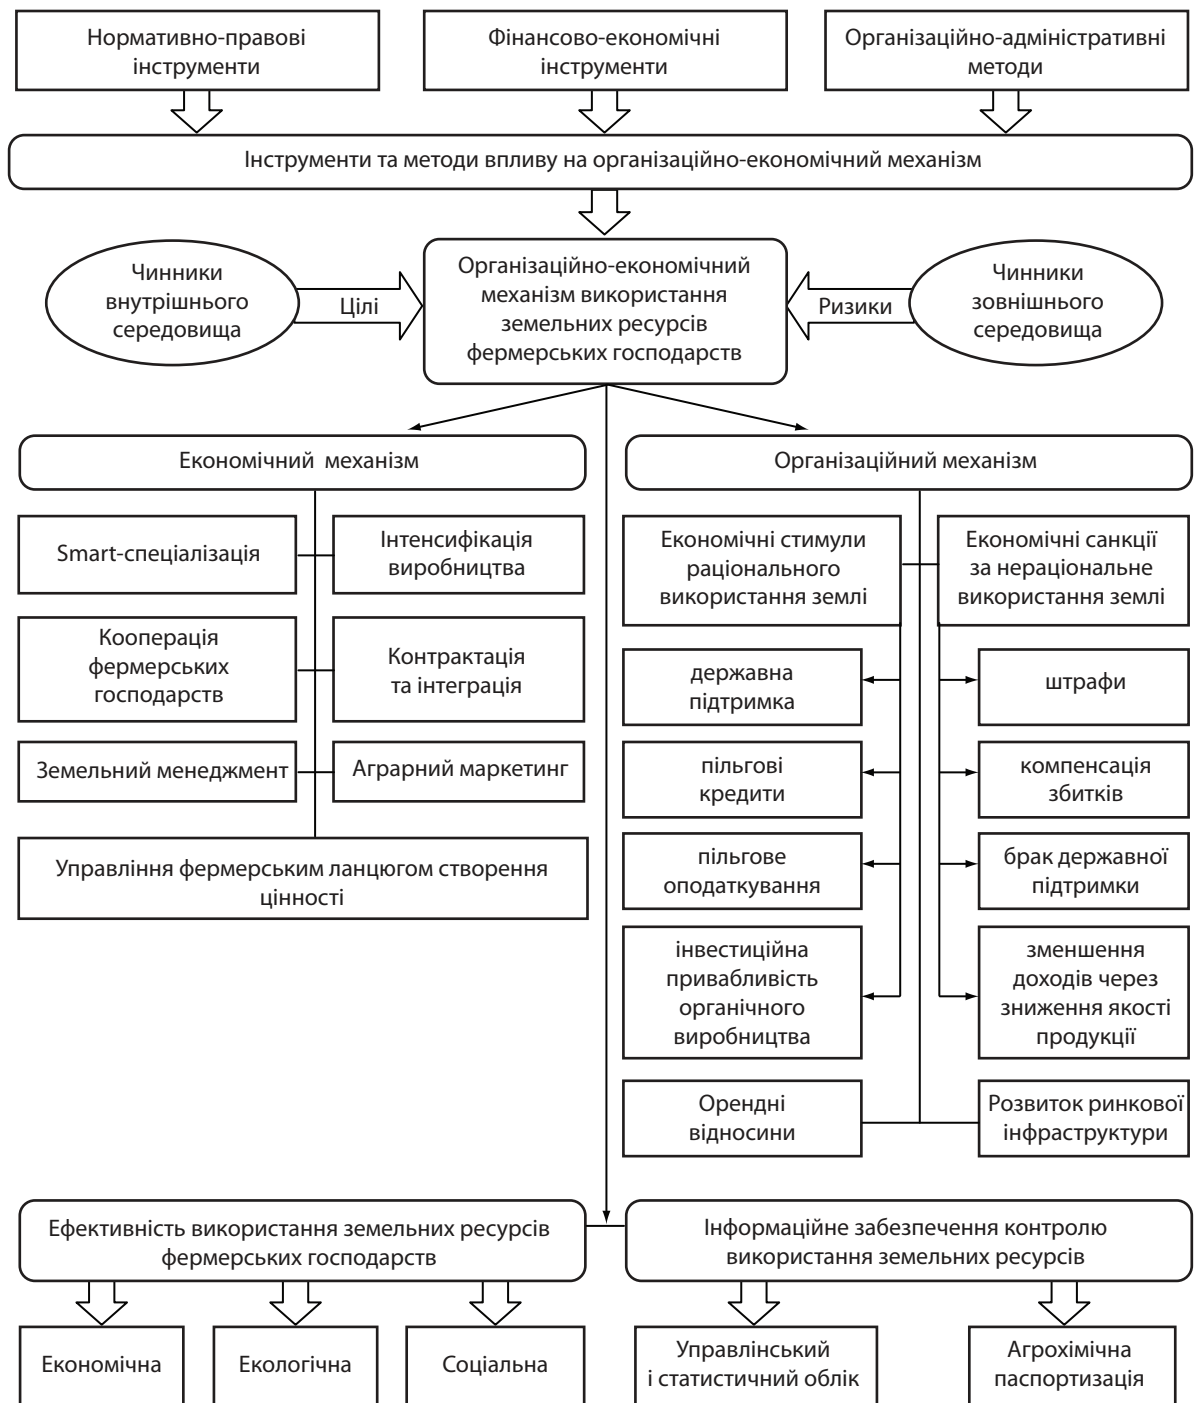 Нормативно-правові
інструменти
Фінансово-економічні
інструменти
Організаційно-адміністративні
методи
Інструменти та методи впливу на організаційно-економічний механізм
Чинники
внутрішнього
середовища
Цілі
Організаційно-економічний
механізм використання
земельних ресурсів
фермерських господарств
Ризики
Чинники
зовнішнього
середовища
Економічний механізм
Організаційний механізм
Smart-спеціалізація
Інтенсифікація
виробництва
Кооперація
фермерських
господарств
Контрактація
та інтеграція
Земельний менеджмент
Аграрний маркетинг
Управління фермерським ланцюгом створення
цінності
Економічні стимули
раціонального
використання землі
Економічні санкції
за нераціональне
використання землі
державна
підтримка
штрафи
пільгові
кредити
компенсація
збитків
пільгове
оподаткування
брак державної
підтримки
інвестиційна
привабливість
органічного
виробництва
зменшення
доходів через
зниження якості
продукції
Орендні
відносини
Розвиток ринкової
інфраструктури
Ефективність використання земельних ресурсів
фермерських господарств
Інформаційне забезпечення контролю
використання земельних ресурсів
Економічна
Екологічна
Соціальна
Управлінський
і статистичний облік
Агрохімічна
паспортизація